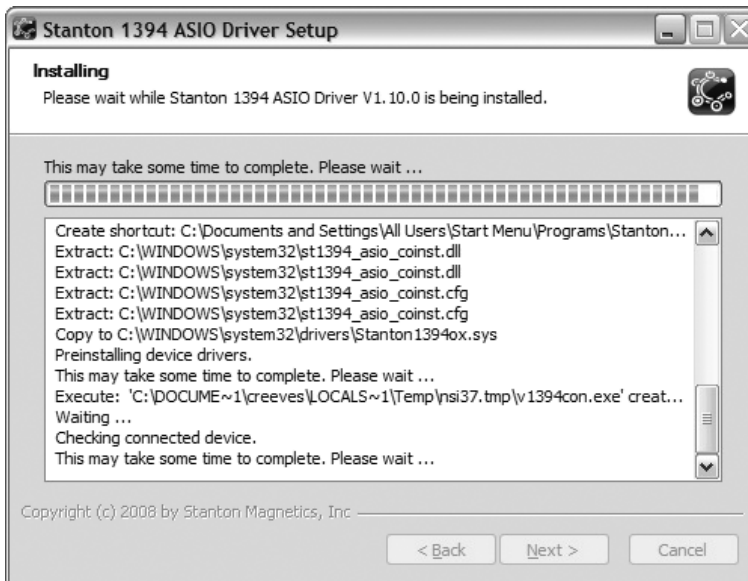 Stanton 1394 ASIO Driver Setup
Installing
Please wait while Stanton 1394 ASIO Driver V1.10.0 is being installed.
This may take some time to complete. Please wait ...
Create shortcut: C:\Documents and Settings\All Users\Start Menu\Programs\Stanton...
Extract: C:\WINDOWS\system32\st1394_asio_coinst.dll
Extract: C:\WINDOWS\system32\st1394_asio_coinst.dll
Extract: C:\WINDOWS\system32\st1394_asio_coinst.cfg
Extract: C:\WINDOWS\system32\st1394_asio_coinst.cfg
Copy to C:\WINDOWS\system32\drivers\Stanton1394ox.sys
Preinstalling device drivers.
This may take some time to complete. Please wait ...
Execute: 'C:\DOCUME~1\creeves\LOCALS~1\Temp\nsi37.tmp\v1394con.exe' creat...
Waiting ...
Checking connected device.
This may take some time to complete. Please wait ...
Copyright (c) 2008 by Stanton Magnetics, Inc
< Back Next > Cancel